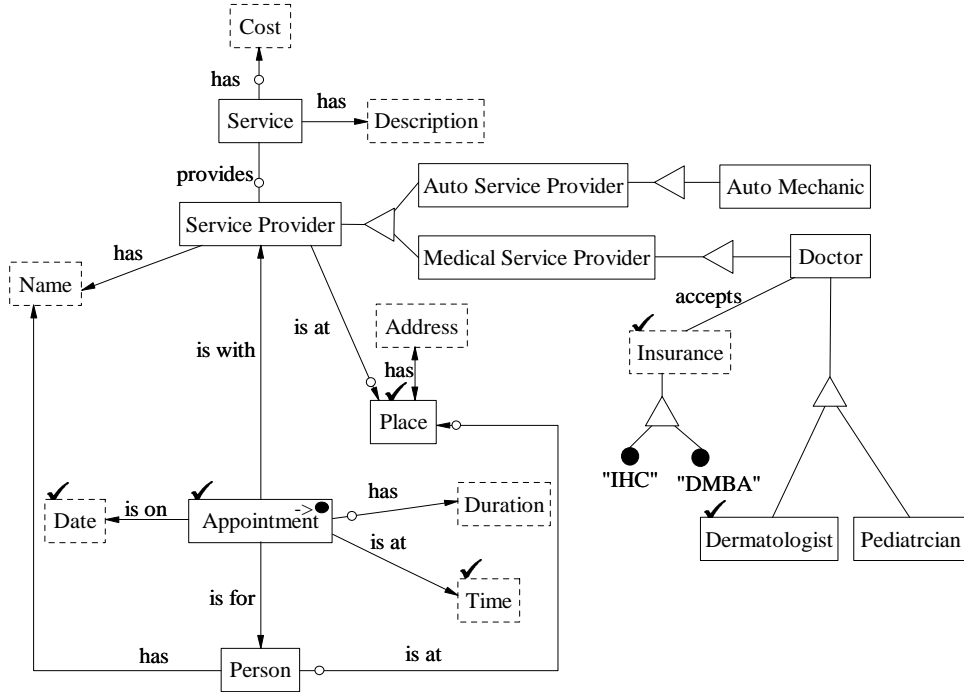 Cost
has
Service
has
Description
provides
Service Provider
Auto Service Provider
Auto Mechanic
Medical Service Provider
Doctor
has
Name
is at
Address
has
accepts
Insurance
is with
Place
"IHC"
"DMBA"
Date
is on
Appointment
->
has
Duration
is at
Time
Dermatologist
Pediatrcian
is for
has
Person
is at